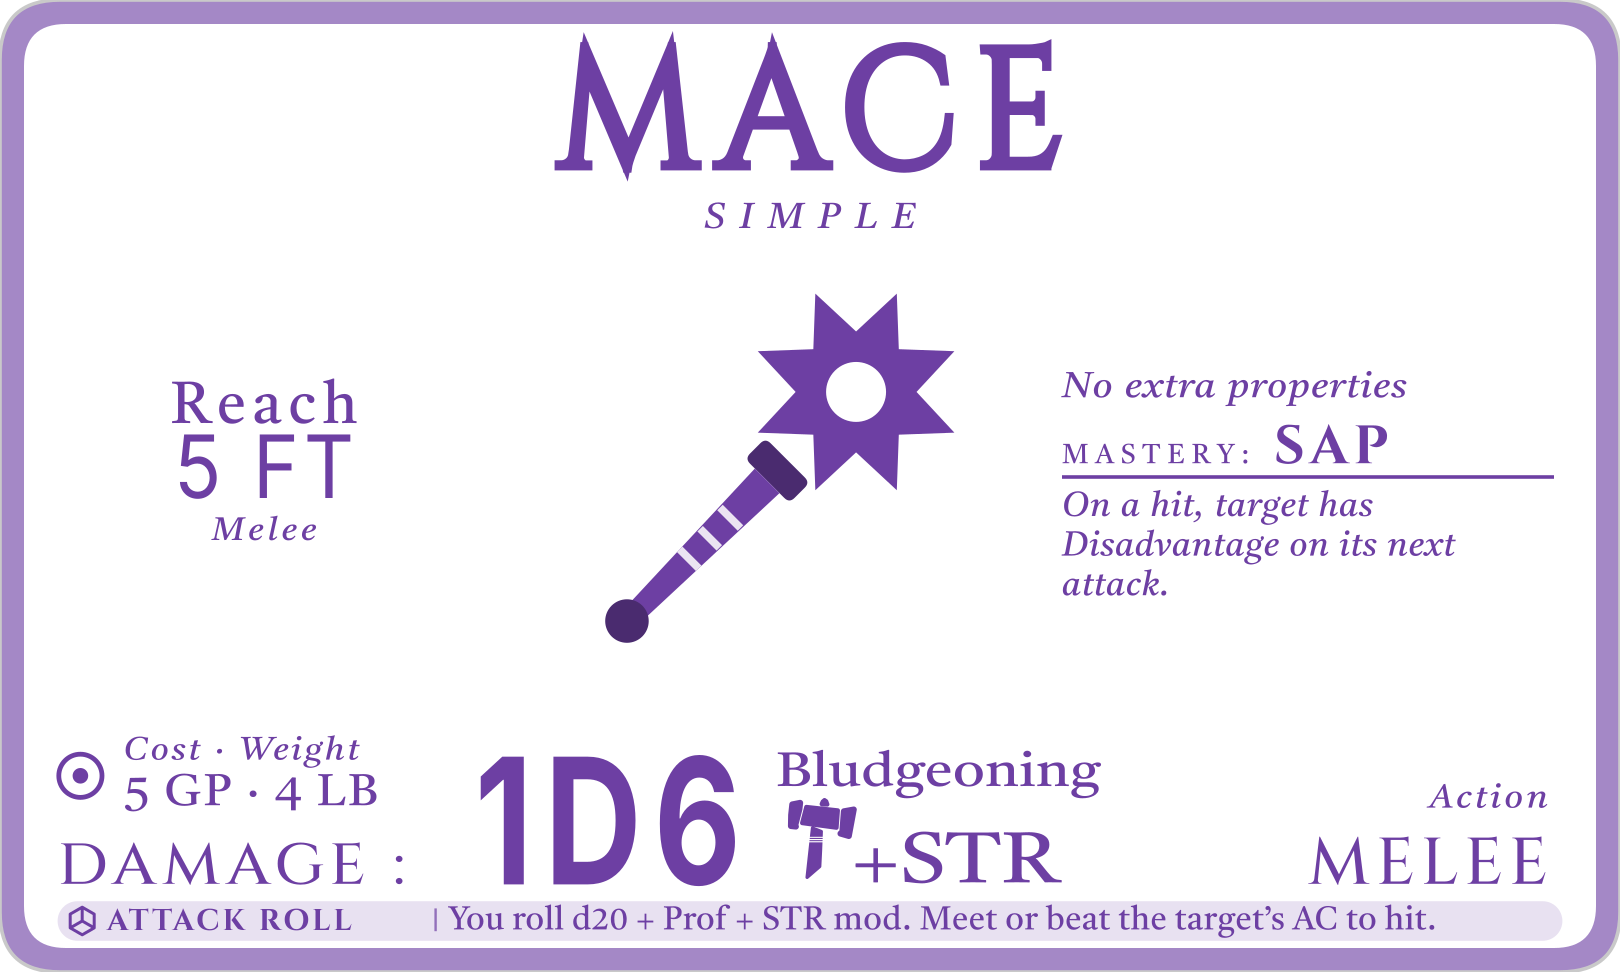 MACE
SIMPLE
Reach
5 FT
Melee
No extra properties
MASTERY: SAP
On a hit, target has
Disadvantage on its next
attack.
Cost · Weight
5 GP · 4 LB
DAMAGE :
1D6
Bludgeoning
+STR
Action
MELEE
ATTACK ROLL | You roll d20 + Prof + STR mod. Meet or beat the target’s AC to hit.